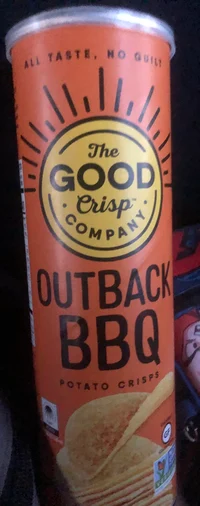 ALL TASTE, NO GUILT
The
GOOD
Crisp
COMPANY
OUTBACK
BBQ
POTATO CRISPS